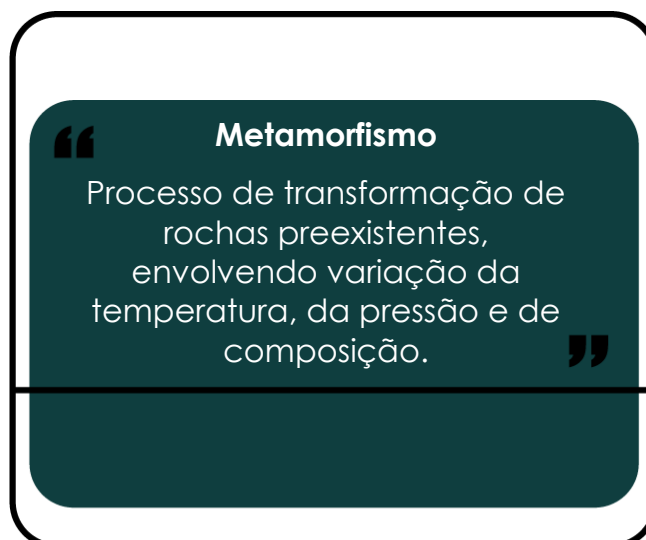 “
Metamorfismo
Processo de transformação de
rochas preexistentes,
envolvendo variação da
temperatura, da pressão e de
composição.
”